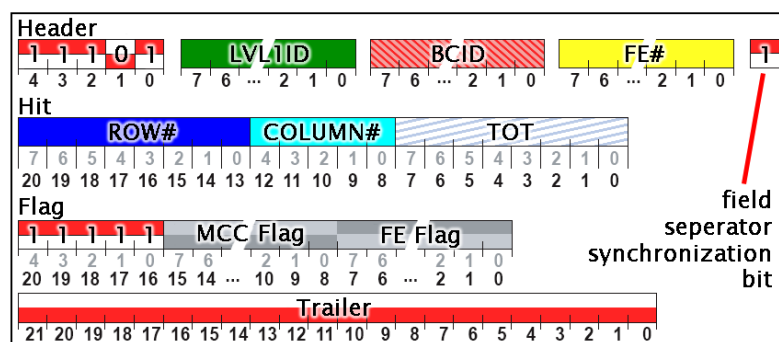 Header
1 1 1 0 1 LVL1ID BCID FE# 1
4 3 2 1 0 7 6 ... 2 1 0 7 6 ... 2 1 0 7 6 ... 2 1 0
Hit
ROW# COLUMN# TOT
7 6 5 4 3 2 1 0 4 3 2 1 0 7 6 5 4 3 2 1 0
20 19 18 17 16 15 14 13 12 11 10 9 8 7 6 5 4 3 2 1 0
field
seperator
synchronization
bit
Flag
1 1 1 1 1 MCC Flag FE Flag
4 3 2 1 0 7 6 2 1 0 7 6 2 1 0
20 19 18 17 16 15 14 ... 10 9 8 7 6 ... 2 1 0
Trailer
21 20 19 18 17 16 15 14 13 12 11 10 9 8 7 6 5 4 3 2 1 0